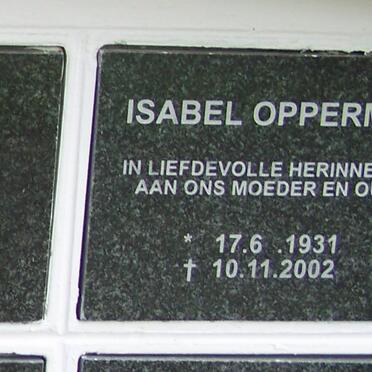 ISABEL OPPERM
IN LIEFDEVOLLE HERINNE
AAN ONS MOEDER EN OU
* 17.6 .1931
† 10.11.2002